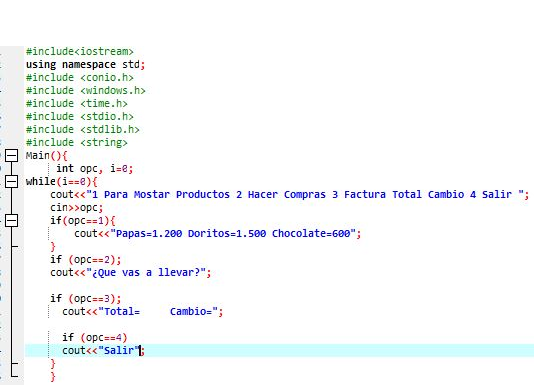 #include<iostream>
using namespace std;
#include <conio.h>
#include <windows.h>
#include <time.h>
#include <stdio.h>
#include <stdlib.h>
#include <string>
Main(){
int opc, i=0;
while(i==0){
cout<<"1 Para Mostar Productos 2 Hacer Compras 3 Factura Total Cambio 4 Salir ";
cin>>opc;
if(opc==1){
cout<<"Papas=1.200 Doritos=1.500 Chocolate=600";
}
if (opc==2);
cout<<"¿Que vas a llevar?";
if (opc==3);
cout<<"Total=     Cambio=";
if (opc==4)
cout<<"Salir";
}
}